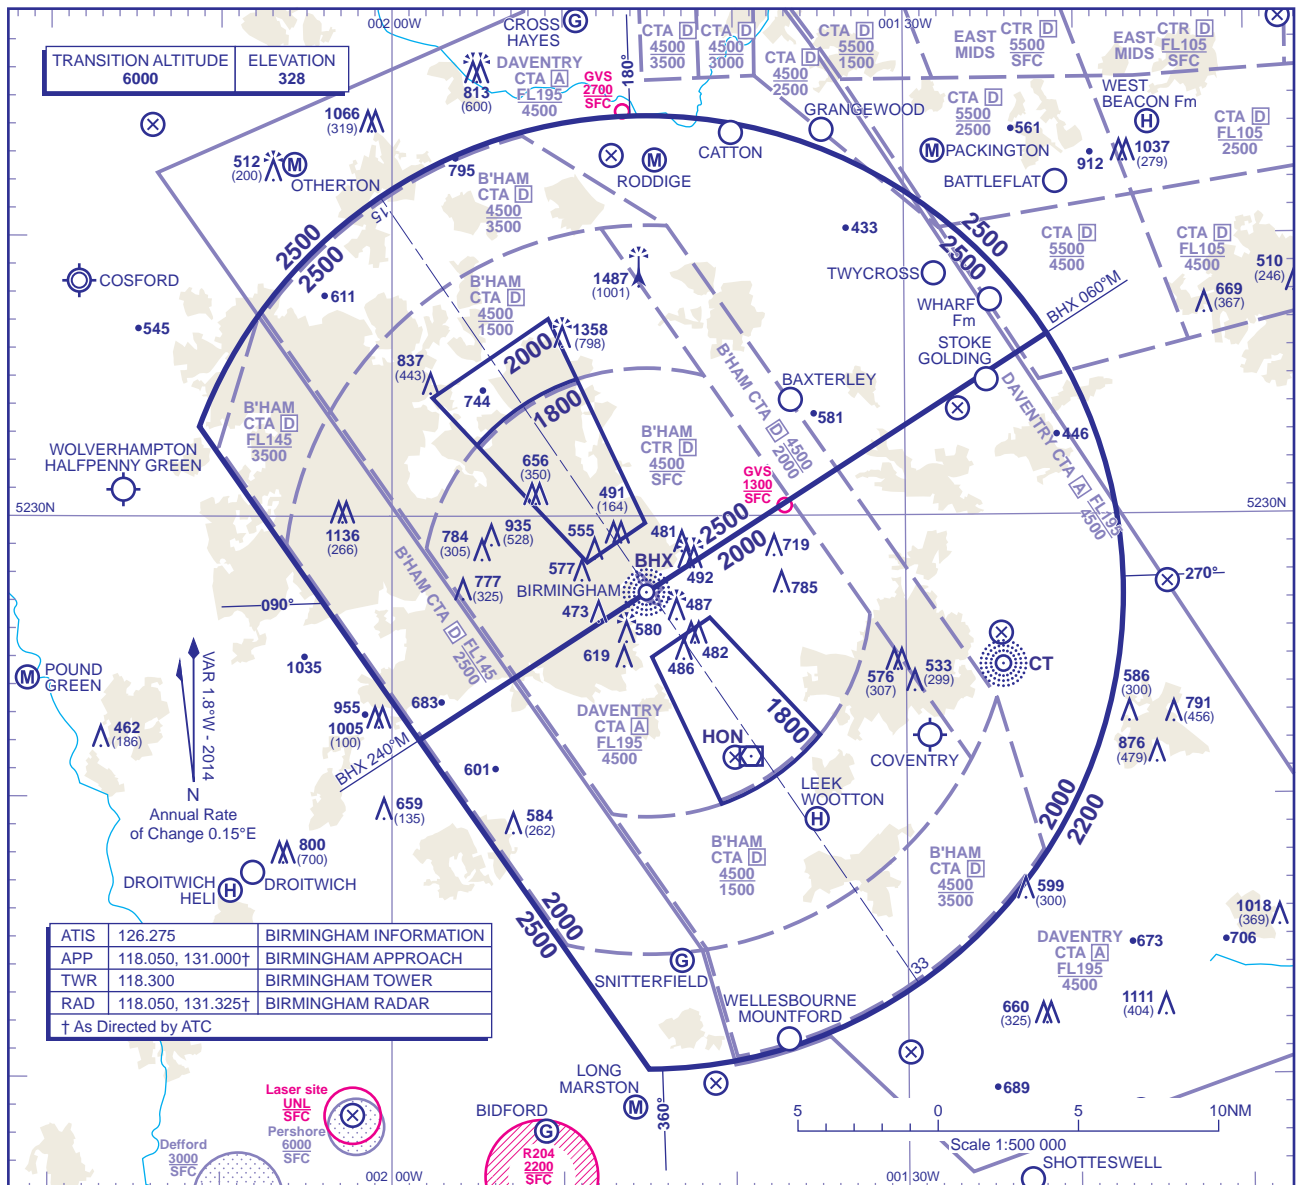 002 00W
001 30W
TRANSITION ALTITUDE
6000
ELEVATION
328
CROSS
HAYES
G
DAVENTRY
CTA A
FL195
4500
813
(600)
GVS
2700
SFC
180°
CTA D
4500
3500
CTA D
4500
3000
CTA D
4500
2500
CTA D
5500
1500
EAST
MIDS
CTR D
5500
SFC
EAST
MIDS
CTR D
FL105
SFC
WEST
BEACON Fm
H
CTA D
5500
2500
CTA D
FL105
2500
1066
(319)
512
(200)
M
OTHERTON
795
15
B'HAM
CTA D
4500
3500
M
RODDIGE
CATTON
GRANGEWOOD
M
PACKINGTON
561
912
1037
(279)
BATTLEFLAT
433
2500
2500
2500
2500
COSFORD
611
545
TWYCROSS
WHARF
Fm
STOKE
GOLDING
BHX 060°M
CTA D
5500
4500
CTA D
FL105
4500
510
(246)
669
(367)
1487
(1001)
B'HAM
CTA D
4500
1500
1358
(798)
2000
837
(443)
744
1800
BAXTERLEY
581
B'HAM CTA D 4500
2000
DAVENTRY CTA A FL195
4500
446
B'HAM
CTA D
FL145
3500
WOLVERHAMPTON
HALFPENNY GREEN
B'HAM
CTR D
4500
SFC
GVS
1300
SFC
656
(350)
491
(164)
5230N
5230N
1136
(266)
784
(305)
935
(528)
555
481
2500
2000
719
BHX
577
492
BIRMINGHAM
777
(325)
785
473
487
580
619
486
482
B'HAM CTA D FL145
2500
090°
270°
VAR 1.8°W - 2014
N
Annual Rate
of Change 0.15°E
M
POUND
GREEN
462
(186)
1035
955
1005
(100)
683
BHX 240°M
601
659
(135)
584
(262)
DAVENTRY
CTA A
FL195
4500
HON
1800
576
(307)
533
(299)
CT
COVENTRY
586
(300)
791
(456)
876
(479)
LEEK
WOOTTON
H
2000
2200
800
(700)
DROITWICH
HELI
H
DROITWICH
B'HAM
CTA D
4500
1500
B'HAM
CTA D
4500
3500
599
(300)
1018
(369)
706
673
DAVENTRY
CTA A
FL195
4500
2000
2500
33
ATIS 126.275 BIRMINGHAM INFORMATION
APP 118.050, 131.000† BIRMINGHAM APPROACH
TWR 118.300 BIRMINGHAM TOWER
RAD 118.050, 131.325† BIRMINGHAM RADAR
† As Directed by ATC
G
SNITTERFIELD
WELLESBOURNE
MOUNTFORD
660
(325)
1111
(404)
689
LONG
MARSTON
M
360°
Laser site
UNL
SFC
Pershore
6000
SFC
Defford
3000
SFC
BIDFORD
G
R204
2200
SFC
5 0 5 10NM
Scale 1:500 000
SHOTTESWELL
002 00W
001 30W